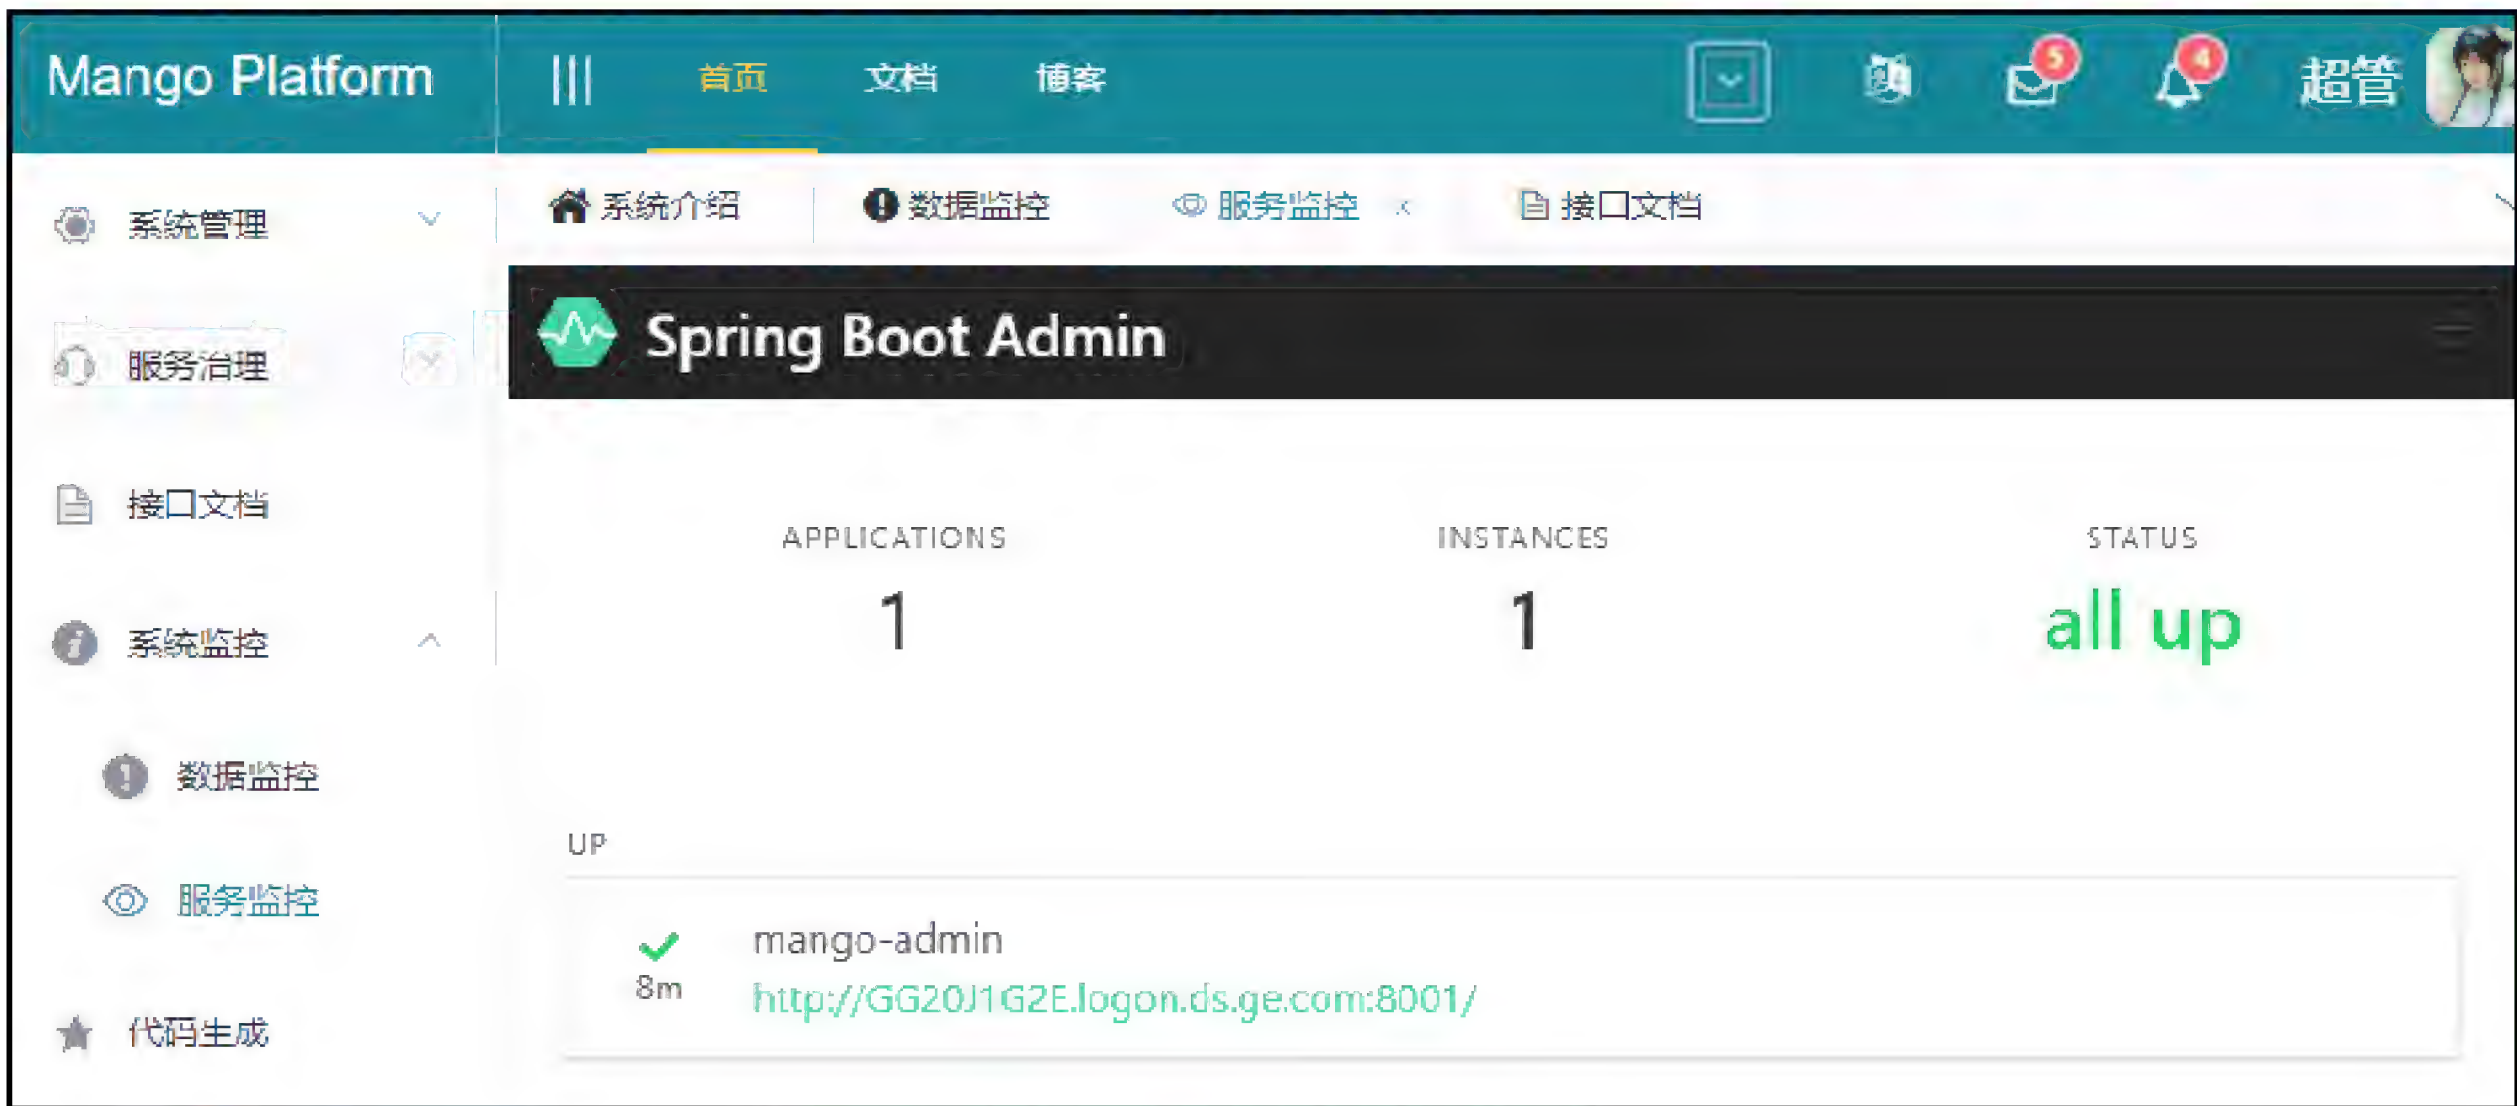 Mango Platform
首页 文档 博客
5
4
超管
系统管理
服务治理
接口文档
系统监控
数据监控
服务监控
代码生成
系统介绍 数据监控 服务监控 接口文档
Spring Boot Admin
APPLICATIONS
1
INSTANCES
1
STATUS
all up
UP
mango-admin
8m
http://GG20J1G2E.logon.ds.ge.com:8001/